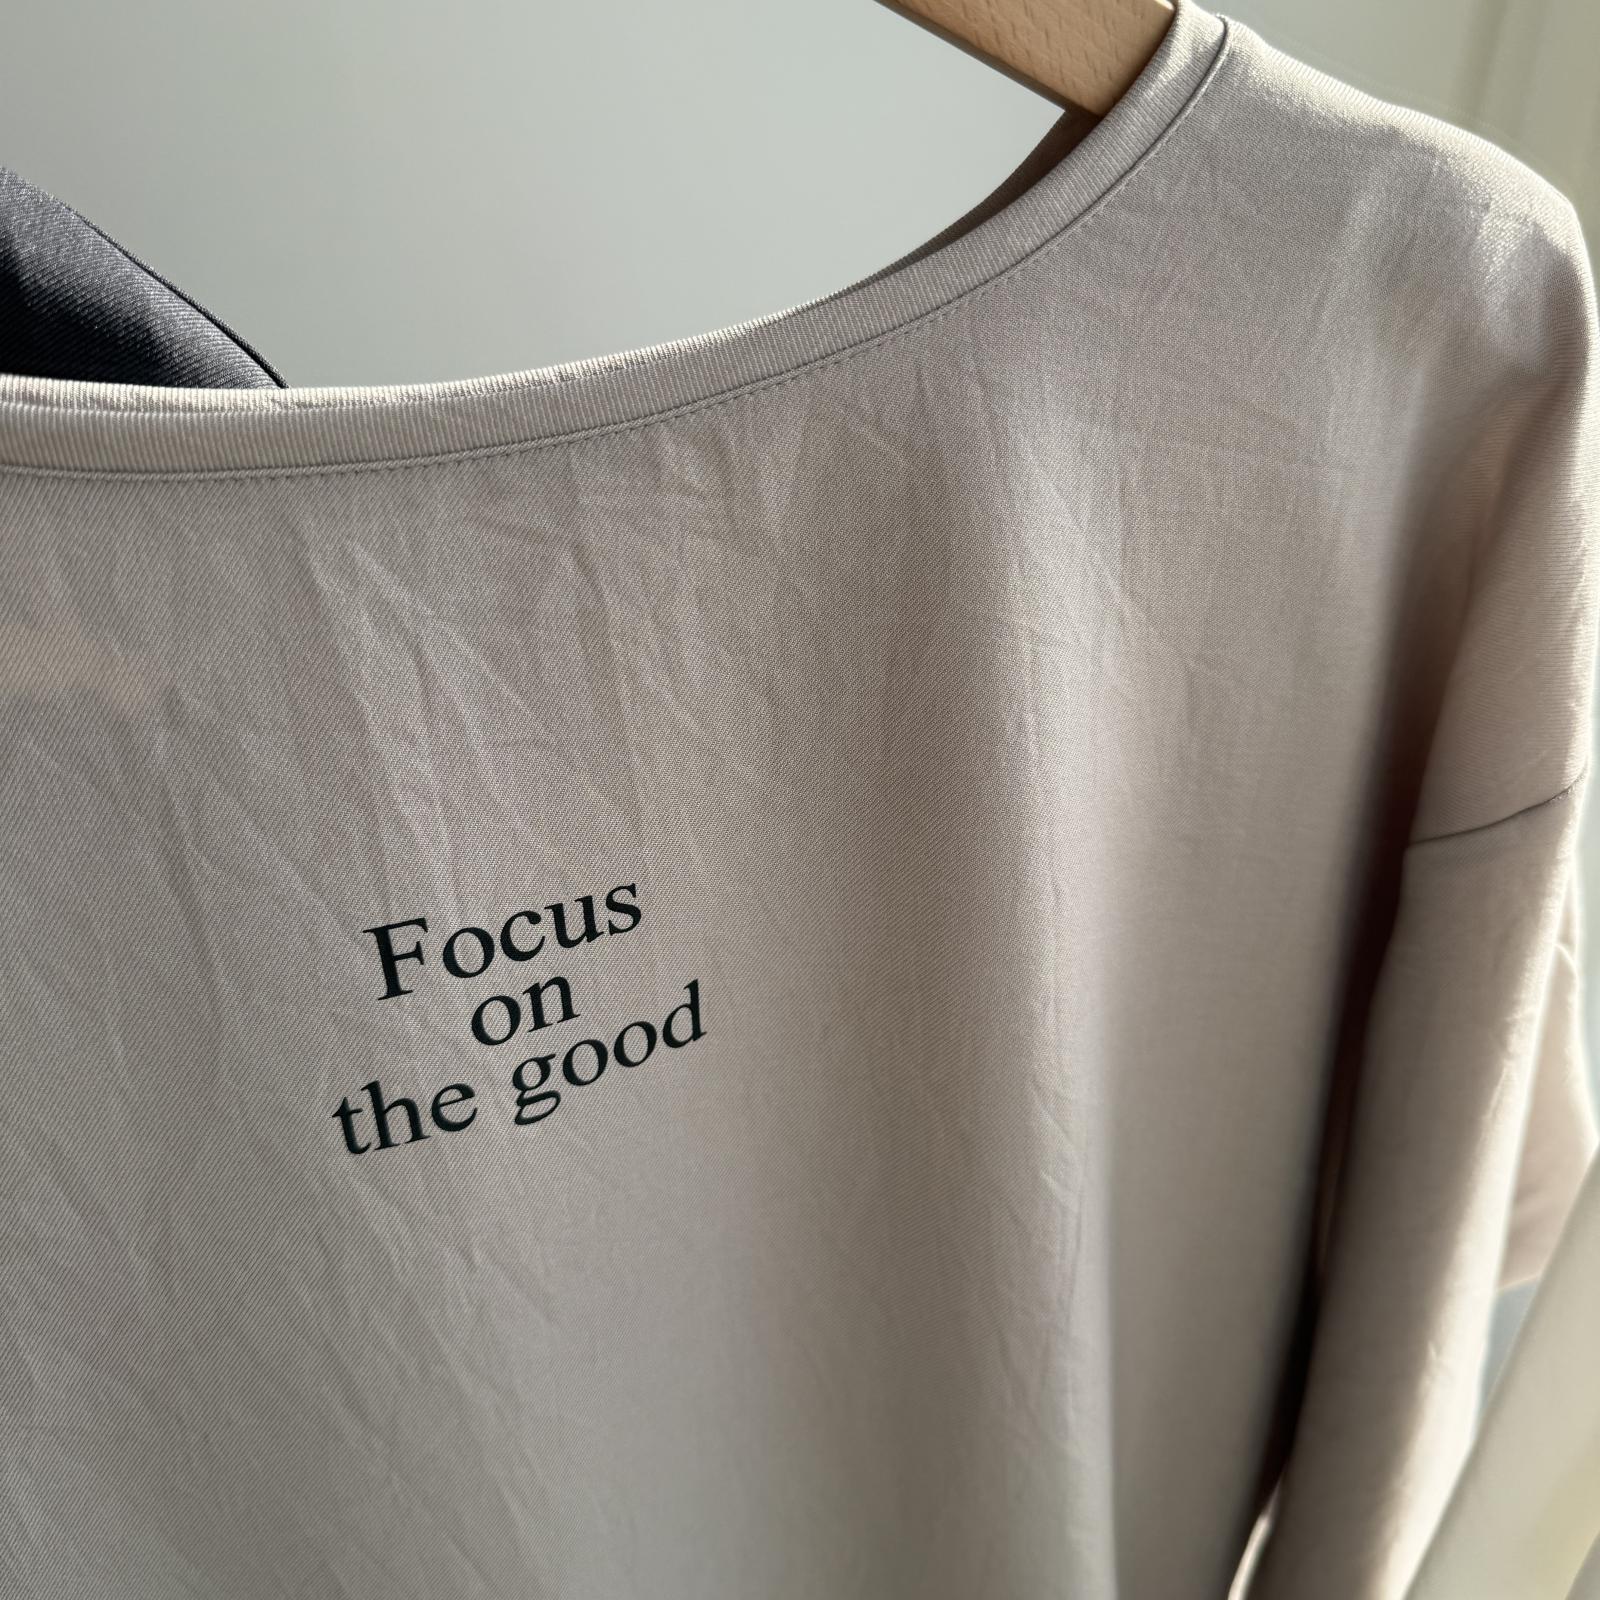 Focus
on
the good